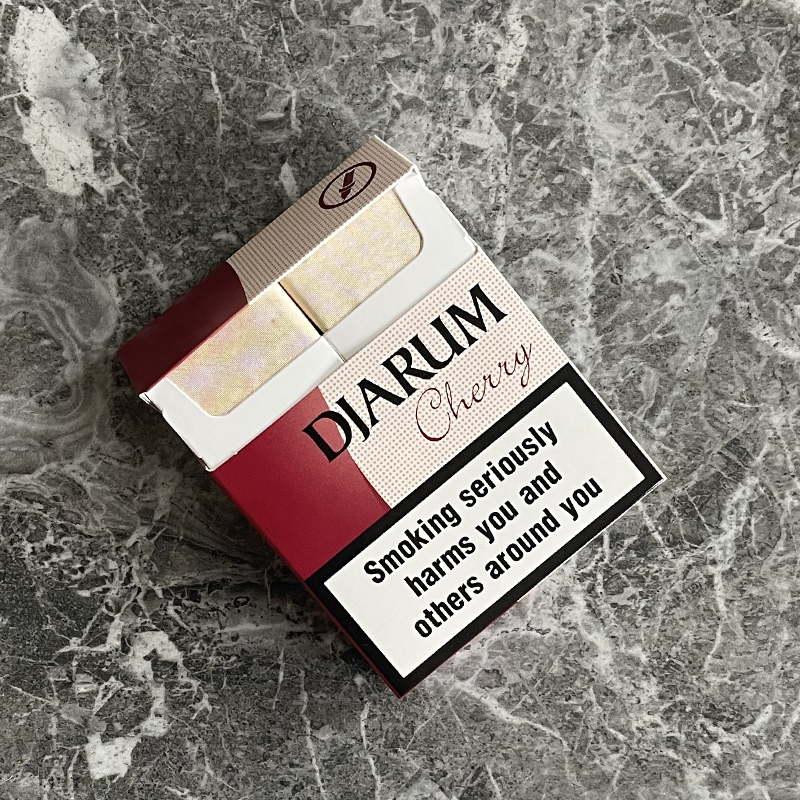 DJARUM
Cherry
Smoking seriously
harms you and
others around you